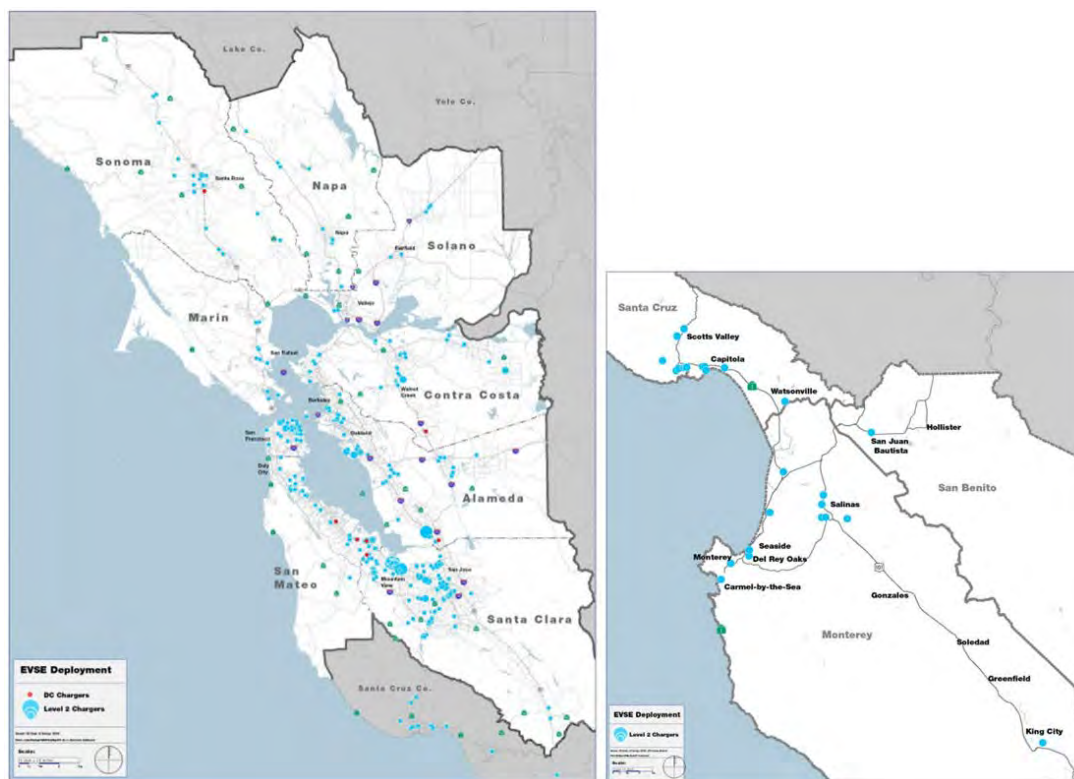 Lake Co.
Yolo Co.
Sonoma
Santa Rosa
Napa
Napa
Fairfield
Solano
Vallejo
Marin
San Rafael
Walnut
Creek
Contra Costa
Berkeley
Oakland
San
Francisco
Daly
City
Alameda
San
Mateo
Mountain
View
San Jose
Santa Clara
Santa Cruz Co.
EVSE Deployment
DC Chargers
Level 2 Chargers
Santa Cruz
Scotts Valley
Capitola
Watsonville
Hollister
San Juan
Bautista
San Benito
Salinas
Seaside
Monterey
Del Rey Oaks
Carmel-by-the-Sea
Gonzales
Monterey
Soledad
Greenfield
King City
EVSE Deployment
Level 2 Chargers